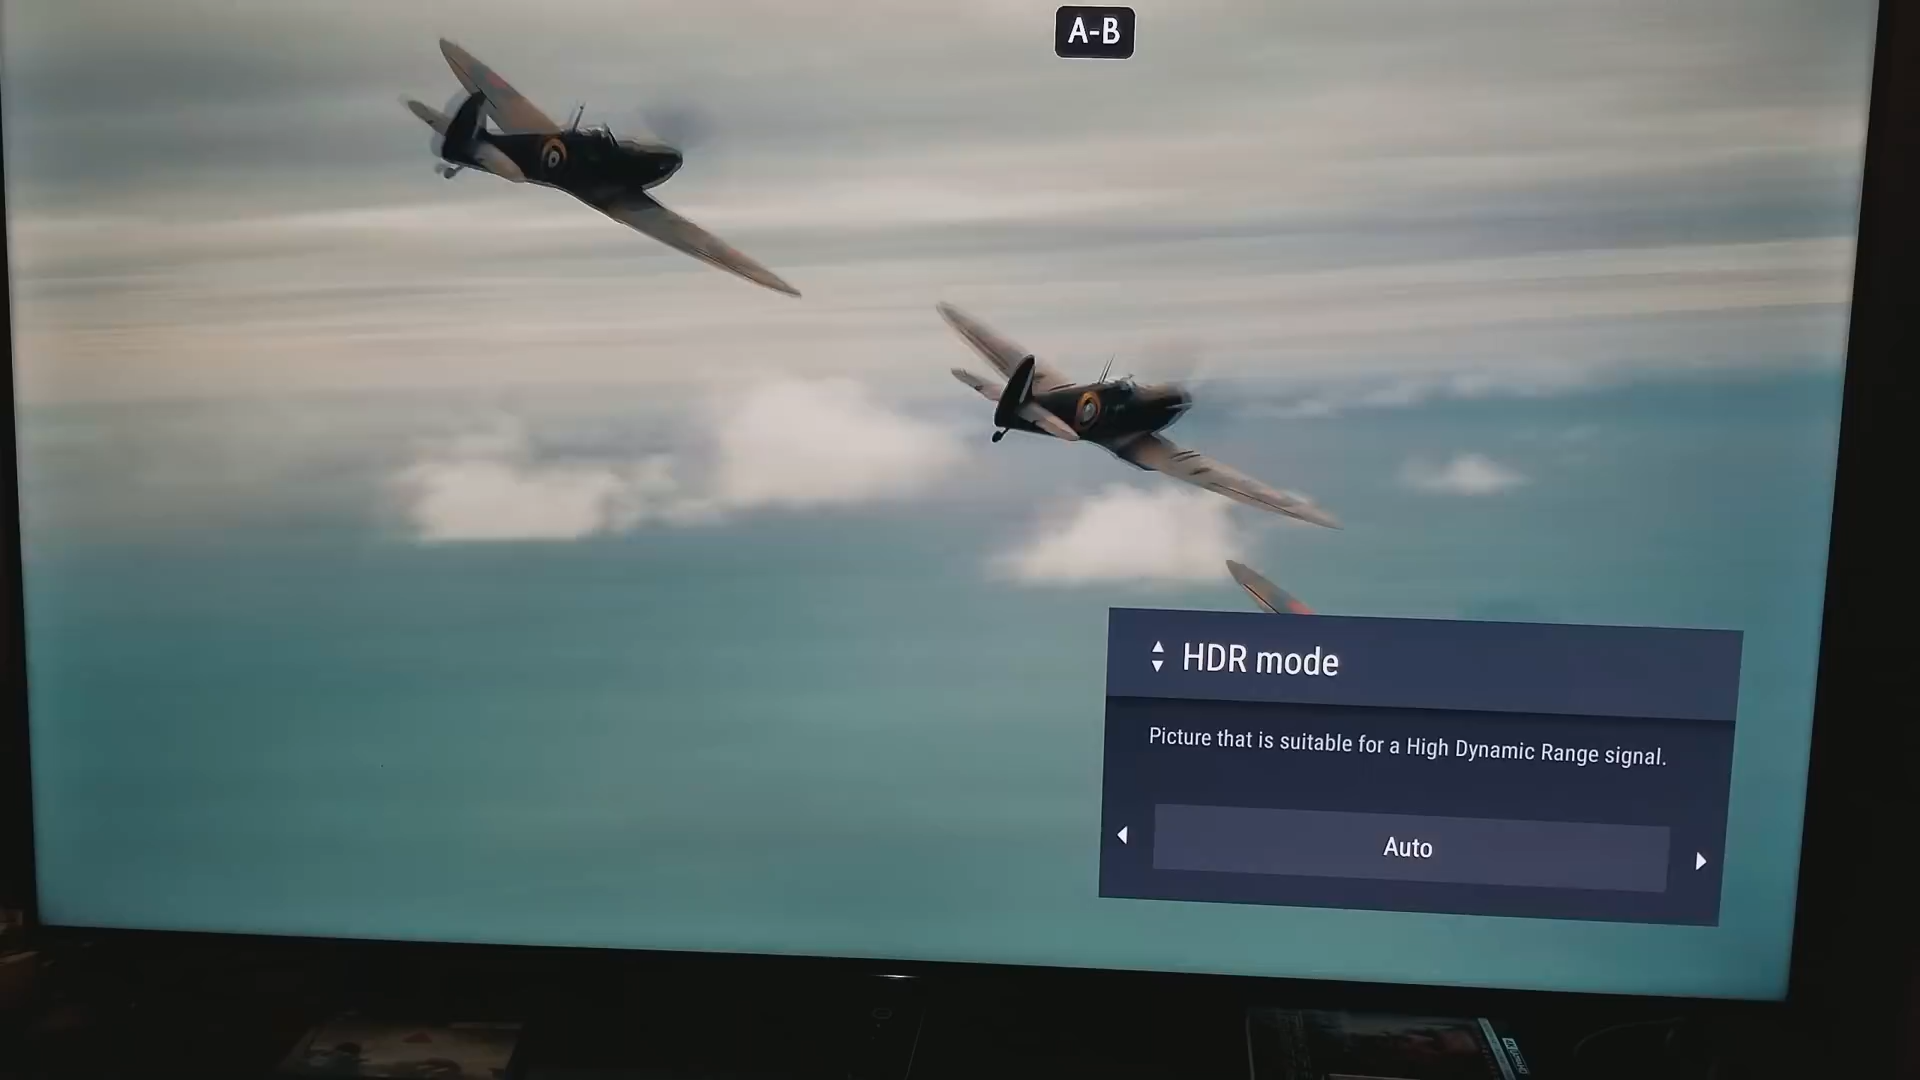 A-B
HDR mode
Picture that is suitable for a High Dynamic Range signal.
Auto